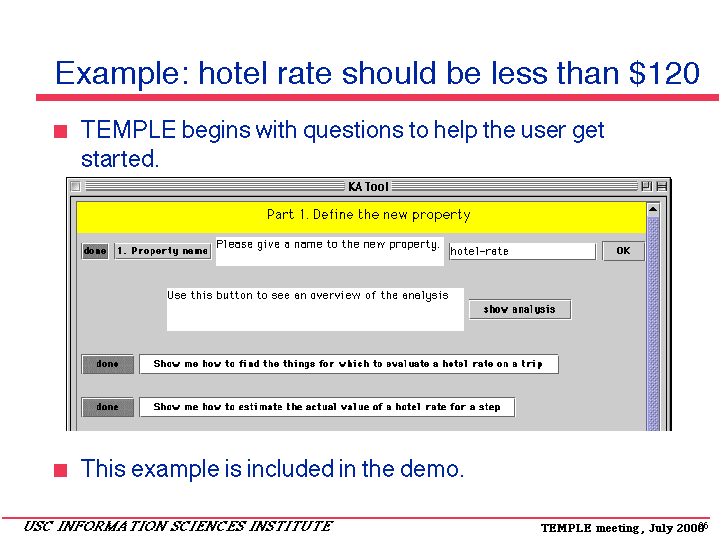 Example: hotel rate should be less than $120
TEMPLE begins with questions to help the user get
started.
KA Tool
Part 1. Define the new property
done 1. Property name Please give a name to the new property. hotel-rate OK
Use this button to see an overview of the analysis
show analysis
done Show me how to find the things for which to evaluate a hotel rate on a trip
done Show me how to estimate the actual value of a hotel rate for a step
This example is included in the demo.
USC INFORMATION SCIENCES INSTITUTE
TEMPLE meeting, July 2000